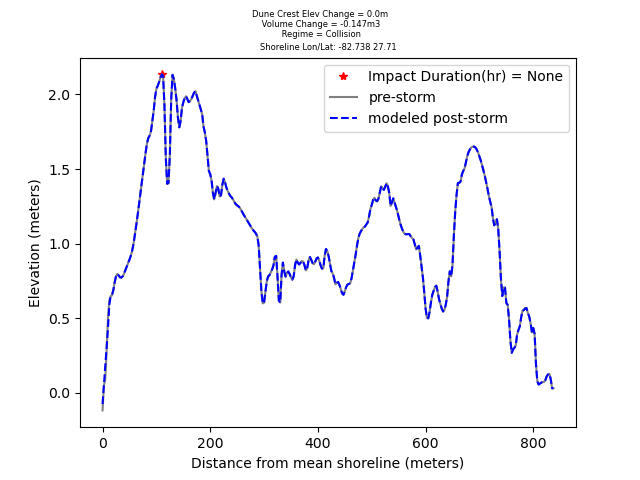 Dune Crest Elev Change = 0.0m
Volume Change = -0.147m3
Regime = Collision
Shoreline Lon/Lat: -82.738 27.71
Impact Duration(hr) = None
pre-storm
modeled post-storm
Elevation (meters)
2.0
1.5
1.0
0.5
0.0
0 200 400 600 800
Distance from mean shoreline (meters)